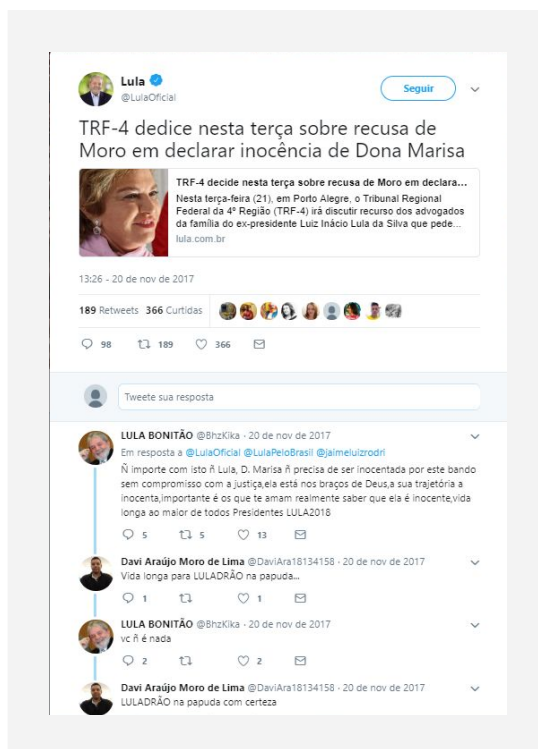 Lula
@LulaOficial
Seguir
TRF-4 dedice nesta terça sobre recusa de
Moro em declarar inocência de Dona Marisa
TRF-4 decide nesta terça sobre recusa de Moro em declara...
Nesta terça-feira (21), em Porto Alegre, o Tribunal Regional
Federal da 4ª Região (TRF-4) irá discutir recurso dos advogados
da família do ex-presidente Luiz Inácio Lula da Silva que pede...
lula.com.br
13:26 - 20 de nov de 2017
189 Retweets 366 Curtidas
98 189 366
Tweete sua resposta
LULA BONITÃO @BhzKika · 20 de nov de 2017
Em resposta a @LulaOficial @LulaPeloBrasil @jaimeluizrodri
Ñ importe com isto ñ Lula, D. Marisa ñ precisa de ser inocentada por este bando
sem compromisso com a justiça,ela está nos braços de Deus,a sua trajetória a
inocenta,importante é os que te amam realmente saber que ela é inocente,vida
longa ao maior de todos Presidentes LULA2018
5 5 13
Davi Araújo Moro de Lima @DaviAra18134158 · 20 de nov de 2017
Vida longa para LULADRÃO na papuda...
1 1
LULA BONITÃO @BhzKika · 20 de nov de 2017
vc ñ é nada
2 2
Davi Araújo Moro de Lima @DaviAra18134158 · 20 de nov de 2017
LULADRÃO na papuda com certeza